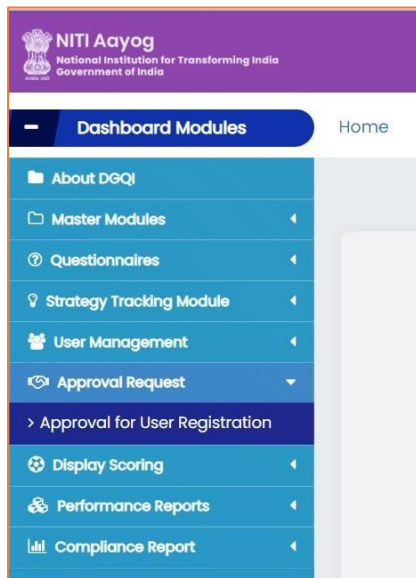 NITI Aayog
National Institution for Transforming India
Government of India
Dashboard Modules
Home
About DGQI
Master Modules
Questionnaires
Strategy Tracking Module
User Management
Approval Request
> Approval for User Registration
Display Scoring
Performance Reports
Compliance Report